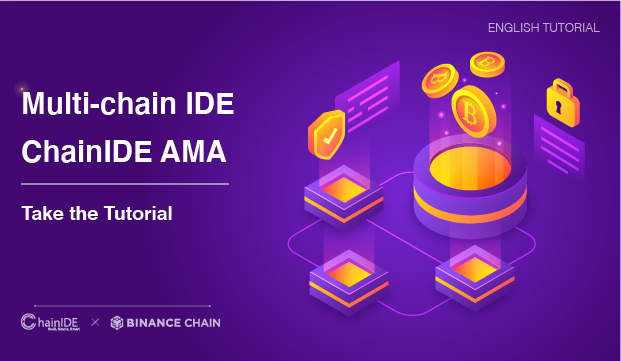 ENGLISH TUTORIAL
Multi-chain IDE
ChainIDE AMA
Take the Tutorial
ChainIDE × BINANCE CHAIN